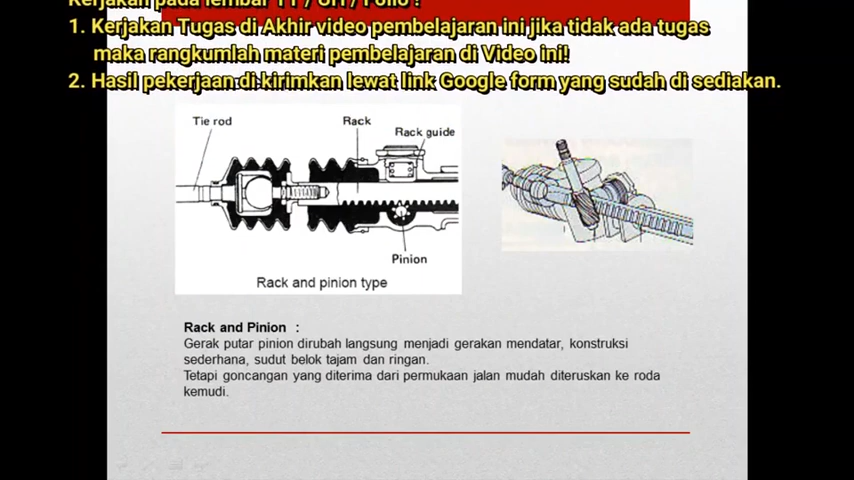 Kerjakan pada lembar
1. Kerjakan Tugas di Akhir video pembelajaran ini jika tidak ada tugas
maka rangkumlah materi pembelajaran di Video ini!
2. Hasil pekerjaan di kirimkan lewat link Google form yang sudah di sediakan.
Tie rod
Rack
Rack guide
Pinion
Rack and pinion type
Rack and Pinion :
Gerak putar pinion dirubah langsung menjadi gerakan mendatar, konstruksi
sederhana, sudut belok tajam dan ringan.
Tetapi goncangan yang diterima dari permukaan jalan mudah diteruskan ke roda
kemudi.